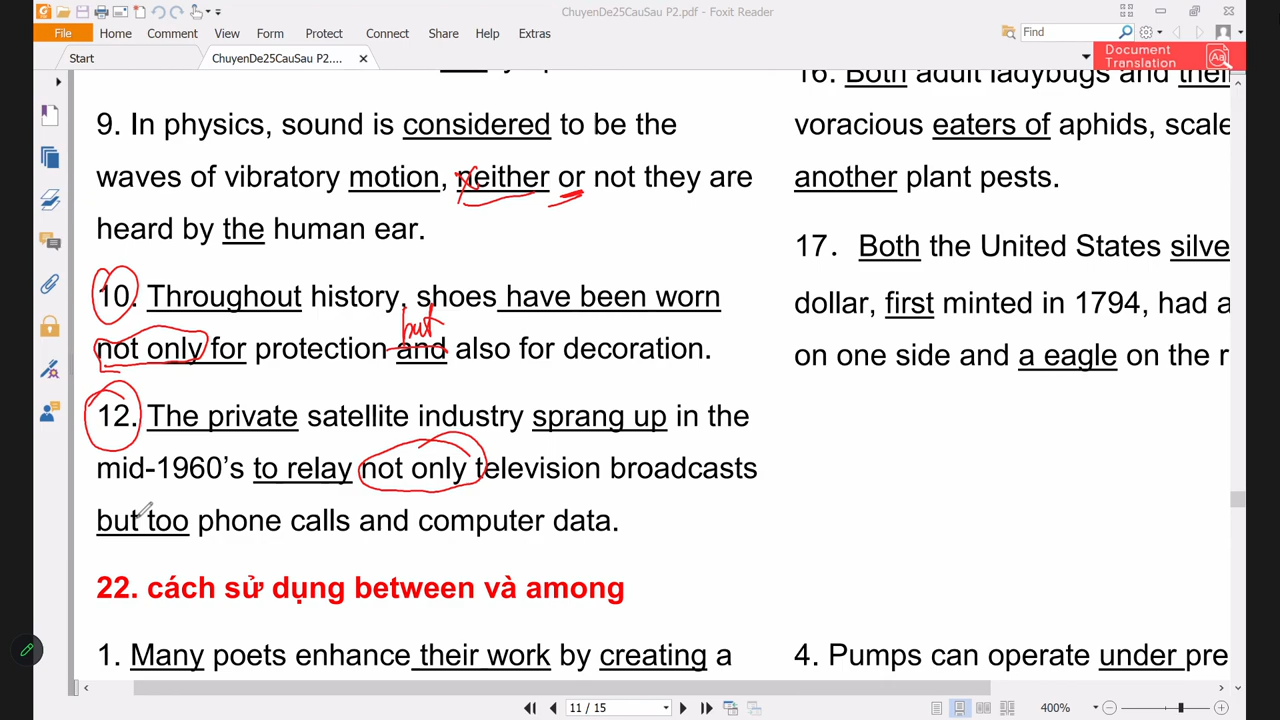 ChuyenDe25CauSau P2.pdf - Foxit Reader
File Home Comment View Form Protect Connect Share Help Extras Find
Start ChuyenDe25CauSau P2.... Document Translation
9. In physics, sound is considered to be the
waves of vibratory motion, neither or not they are
heard by the human ear.
10. Throughout history, shoes have been worn
but
not only for protection and also for decoration.
12. The private satellite industry sprang up in the
mid-1960’s to relay not only television broadcasts
but too phone calls and computer data.
22. cách sử dụng between và among
1. Many poets enhance their work by creating a
16. Both adult ladybugs and their
voracious eaters of aphids, scale
another plant pests.
17. Both the United States silve
dollar, first minted in 1794, had a
on one side and a eagle on the r
4. Pumps can operate under pre
11 / 15 400%